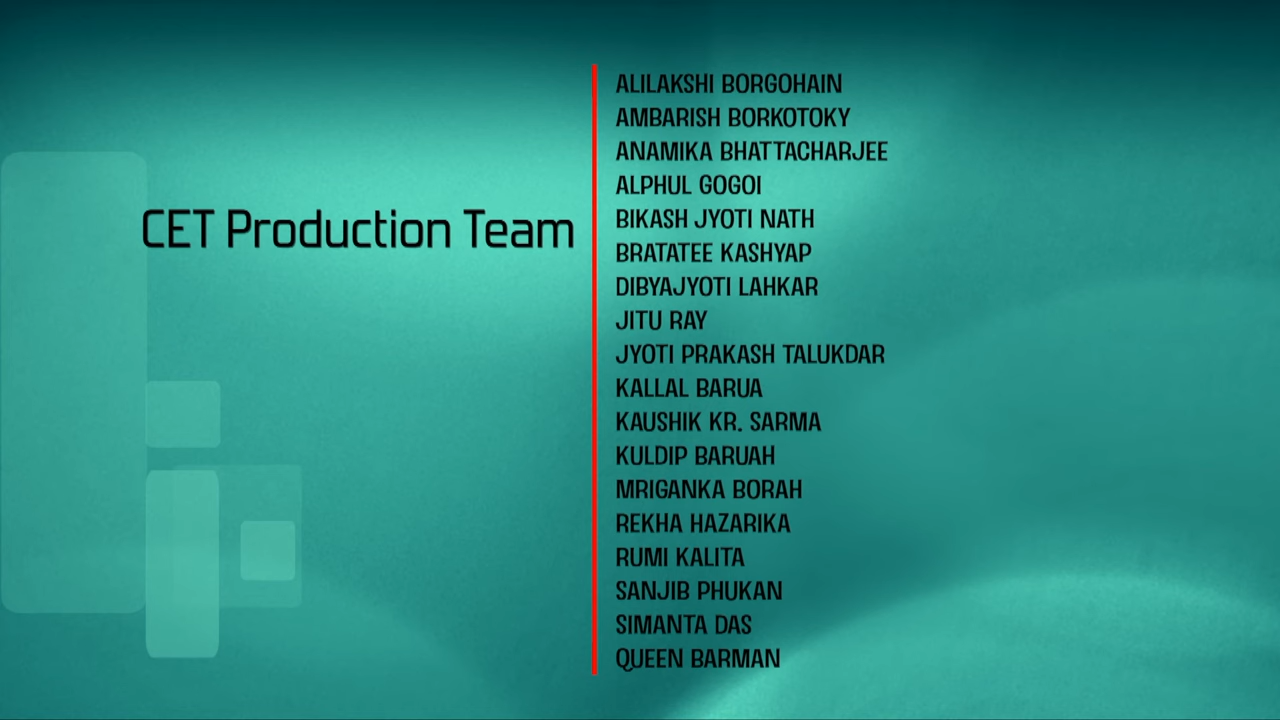 CET Production Team
ALILAKSHI BORGOHAIN
AMBARISH BORKOTOKY
ANAMIKA BHATTACHARJEE
ALPHUL GOGOI
BIKASH JYOTI NATH
BRATATEE KASHYAP
DIBYAJYOTI LAHKAR
JITU RAY
JYOTI PRAKASH TALUKDAR
KALLAL BARUA
KAUSHIK KR. SARMA
KULDIP BARUAH
MRIGANKA BORAH
REKHA HAZARIKA
RUMI KALITA
SANJIB PHUKAN
SIMANTA DAS
QUEEN BARMAN